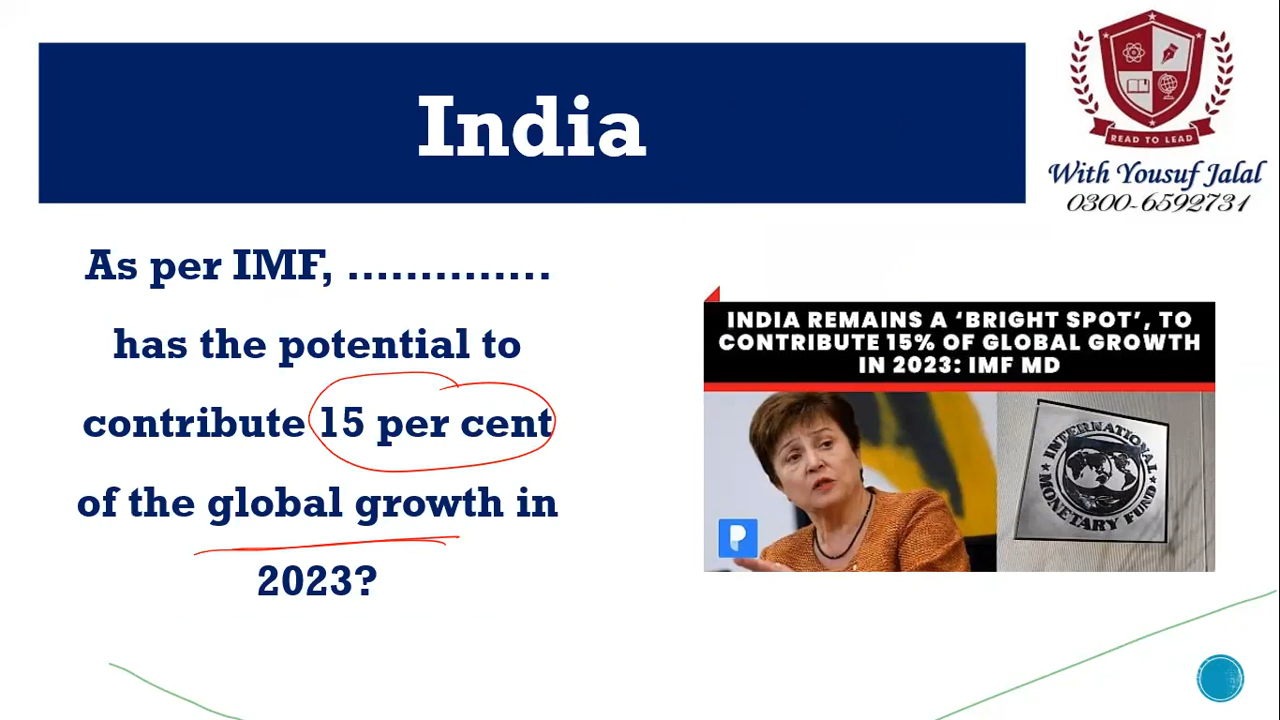 India
READ TO LEAD
With Yousuf Jalal
0300-6592731
As per IMF, ..............
has the potential to
contribute 15 per cent
of the global growth in
2023?
INDIA REMAINS A ‘BRIGHT SPOT’, TO
CONTRIBUTE 15% OF GLOBAL GROWTH
IN 2023: IMF MD
P
INTERNATIONAL
MONETARY FUND